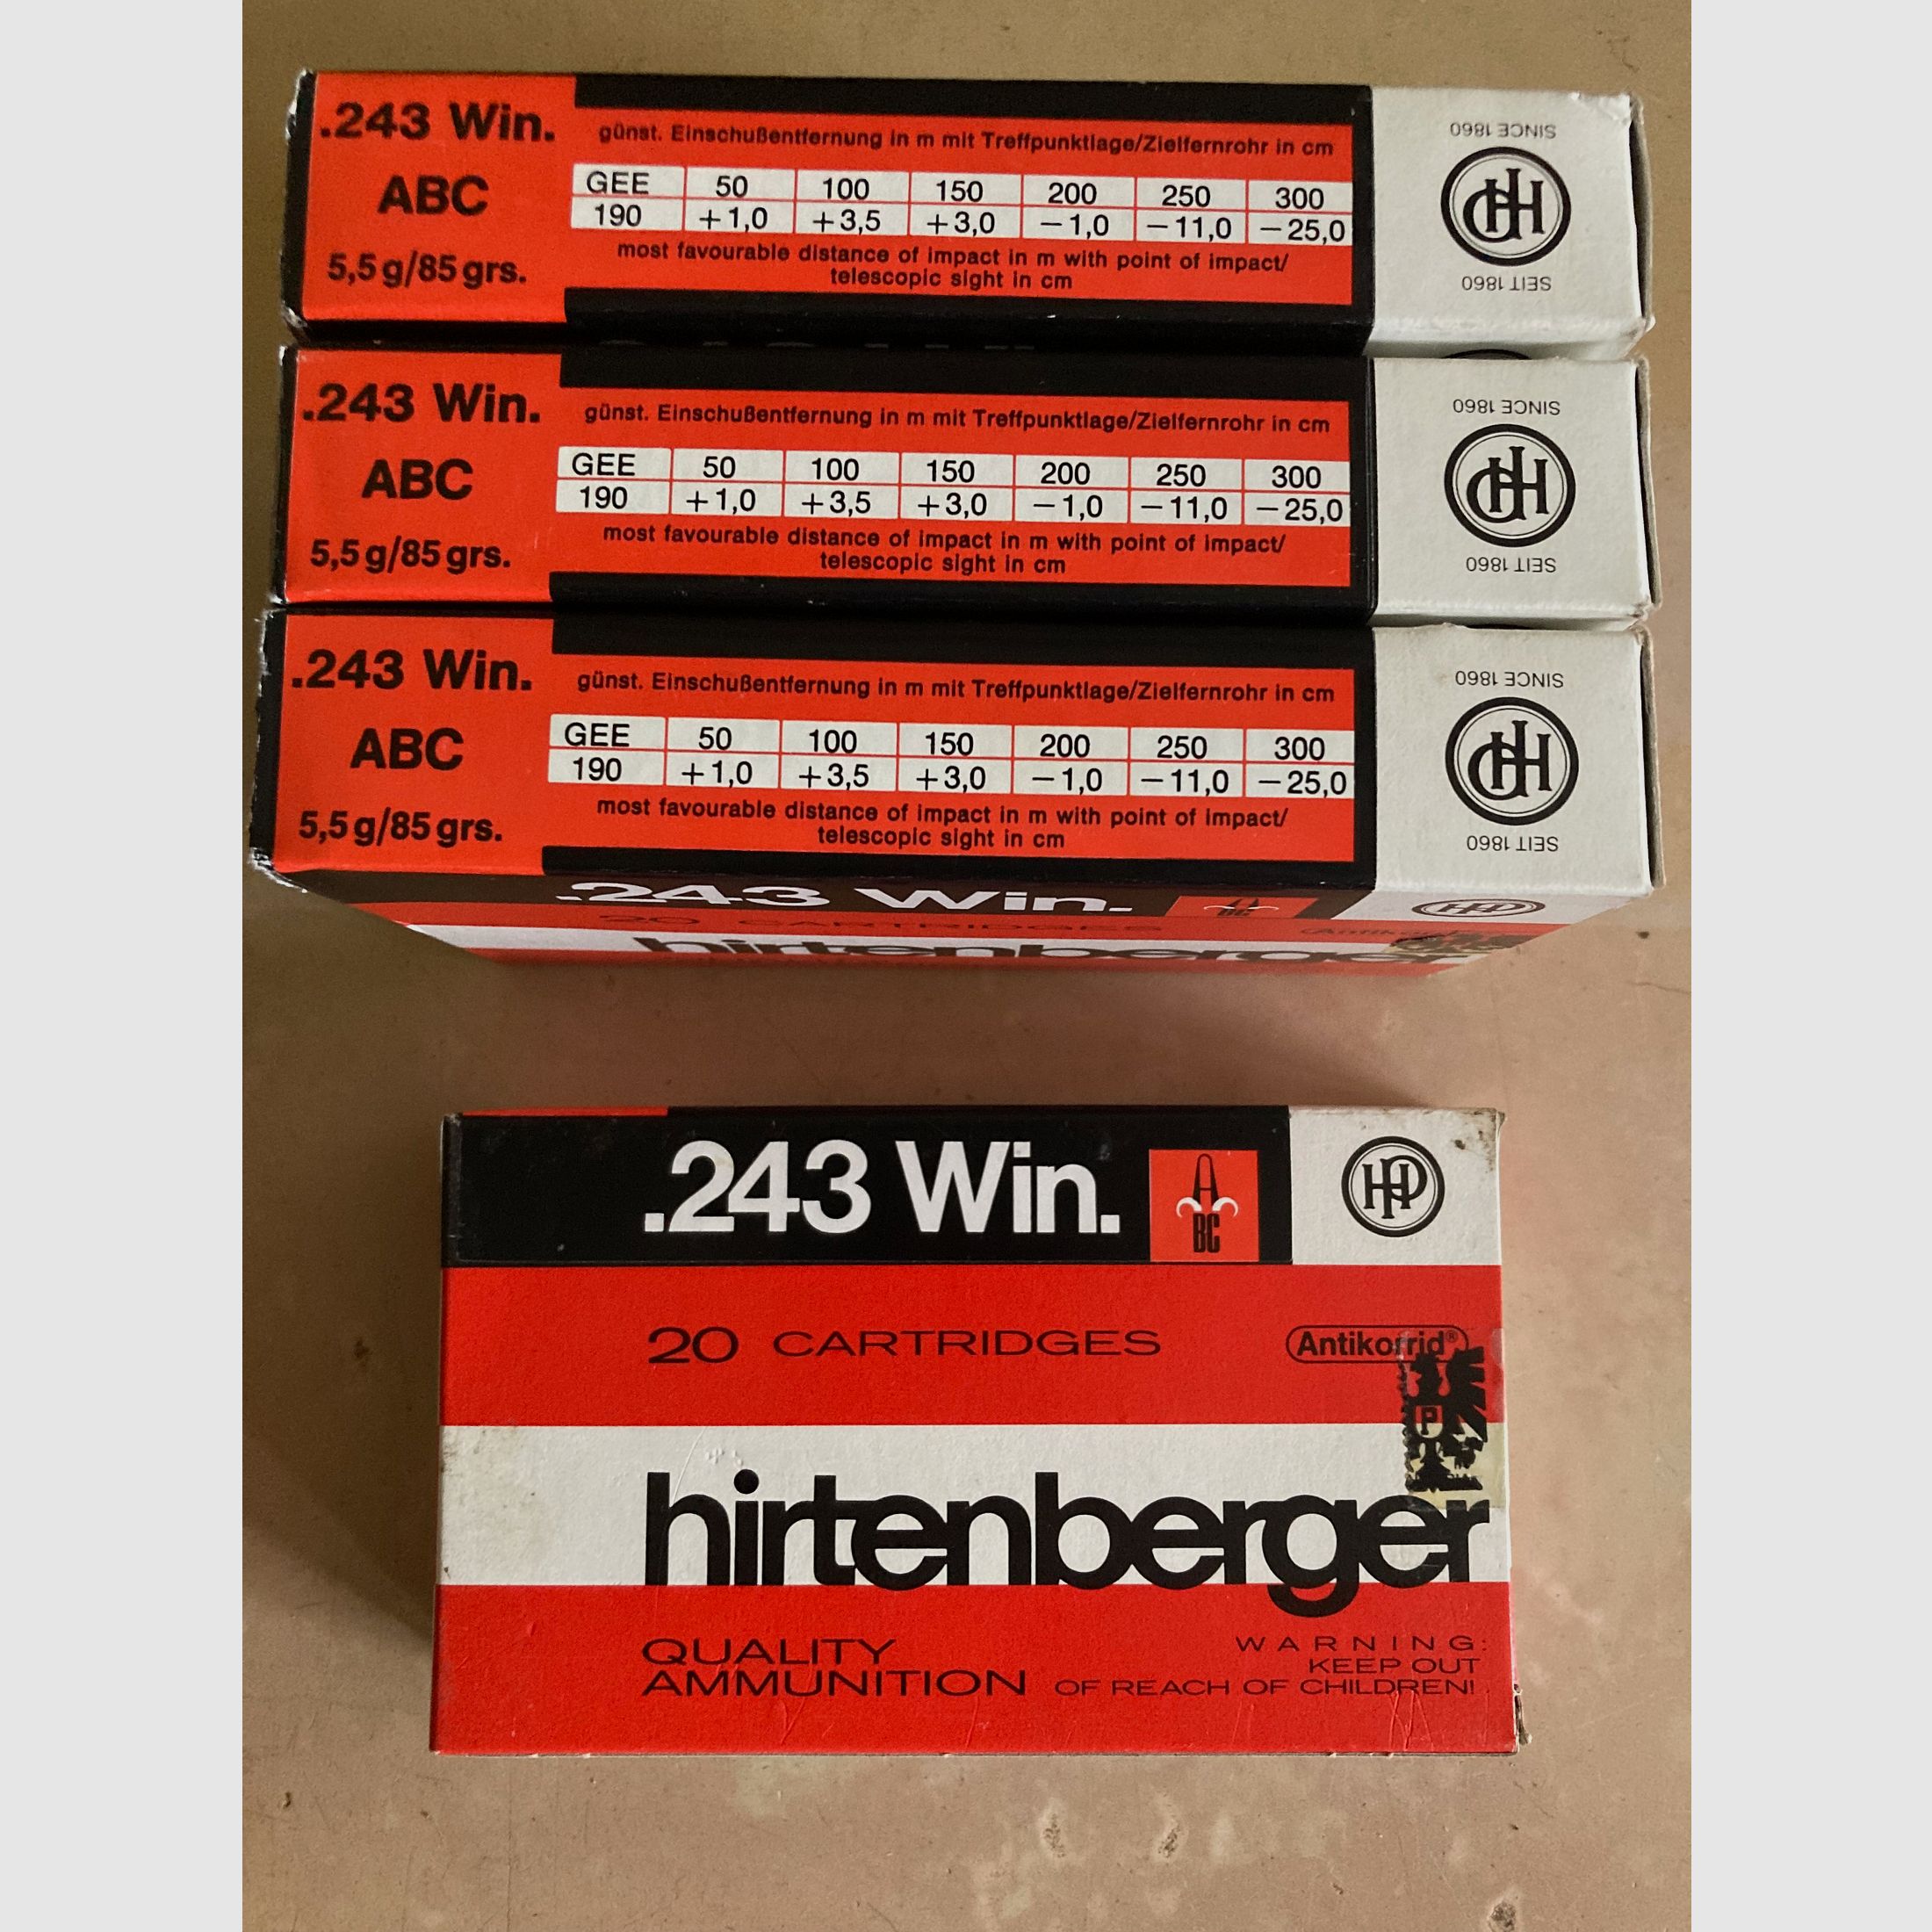 .243 Win.
ABC
5,5 g/85 grs.
günst. Einschußentfernung in m mit Treffpunktlage/Zielfernrohr in cm
GEE 50 100 150 200 250 300
190 +1,0 +3,5 +3,0 −1,0 −11,0 −25,0
most favourable distance of impact in m with point of impact/
telescopic sight in cm
SINCE 1860
SEIT 1860
.243 Win.
ABC
5,5 g/85 grs.
günst. Einschußentfernung in m mit Treffpunktlage/Zielfernrohr in cm
GEE 50 100 150 200 250 300
190 +1,0 +3,5 +3,0 −1,0 −11,0 −25,0
most favourable distance of impact in m with point of impact/
telescopic sight in cm
SINCE 1860
SEIT 1860
.243 Win.
ABC
5,5 g/85 grs.
günst. Einschußentfernung in m mit Treffpunktlage/Zielfernrohr in cm
GEE 50 100 150 200 250 300
190 +1,0 +3,5 +3,0 −1,0 −11,0 −25,0
most favourable distance of impact in m with point of impact/
telescopic sight in cm
SINCE 1860
SEIT 1860
.243 Win.
BC
HP
20 CARTRIDGES
hirtenberger
.243 Win.
A
BC
HP
20 CARTRIDGES
Antikorrid®
P
hirtenberger
QUALITY
AMMUNITION
WARNING:
KEEP OUT
OF REACH OF CHILDREN!